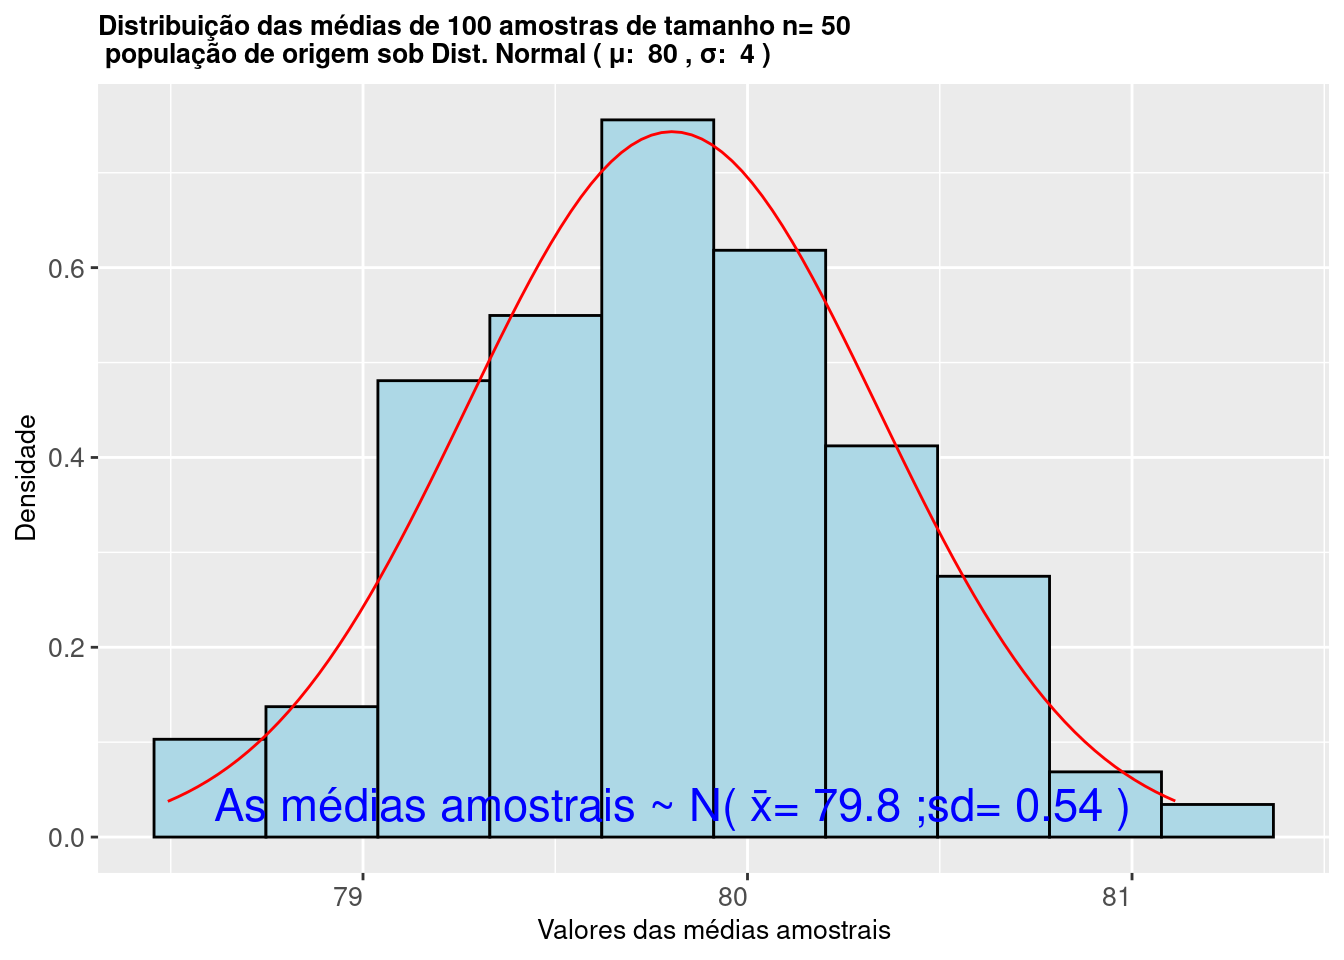 Distribuição das médias de 100 amostras de tamanho n= 50
população de origem sob Dist. Normal ( μ:  80 , σ:  4 )
Densidade
0.6
0.4
0.2
0.0
As médias amostrais ~ N( x̄= 79.8 ;sd= 0.54 )
79 80 81
Valores das médias amostrais